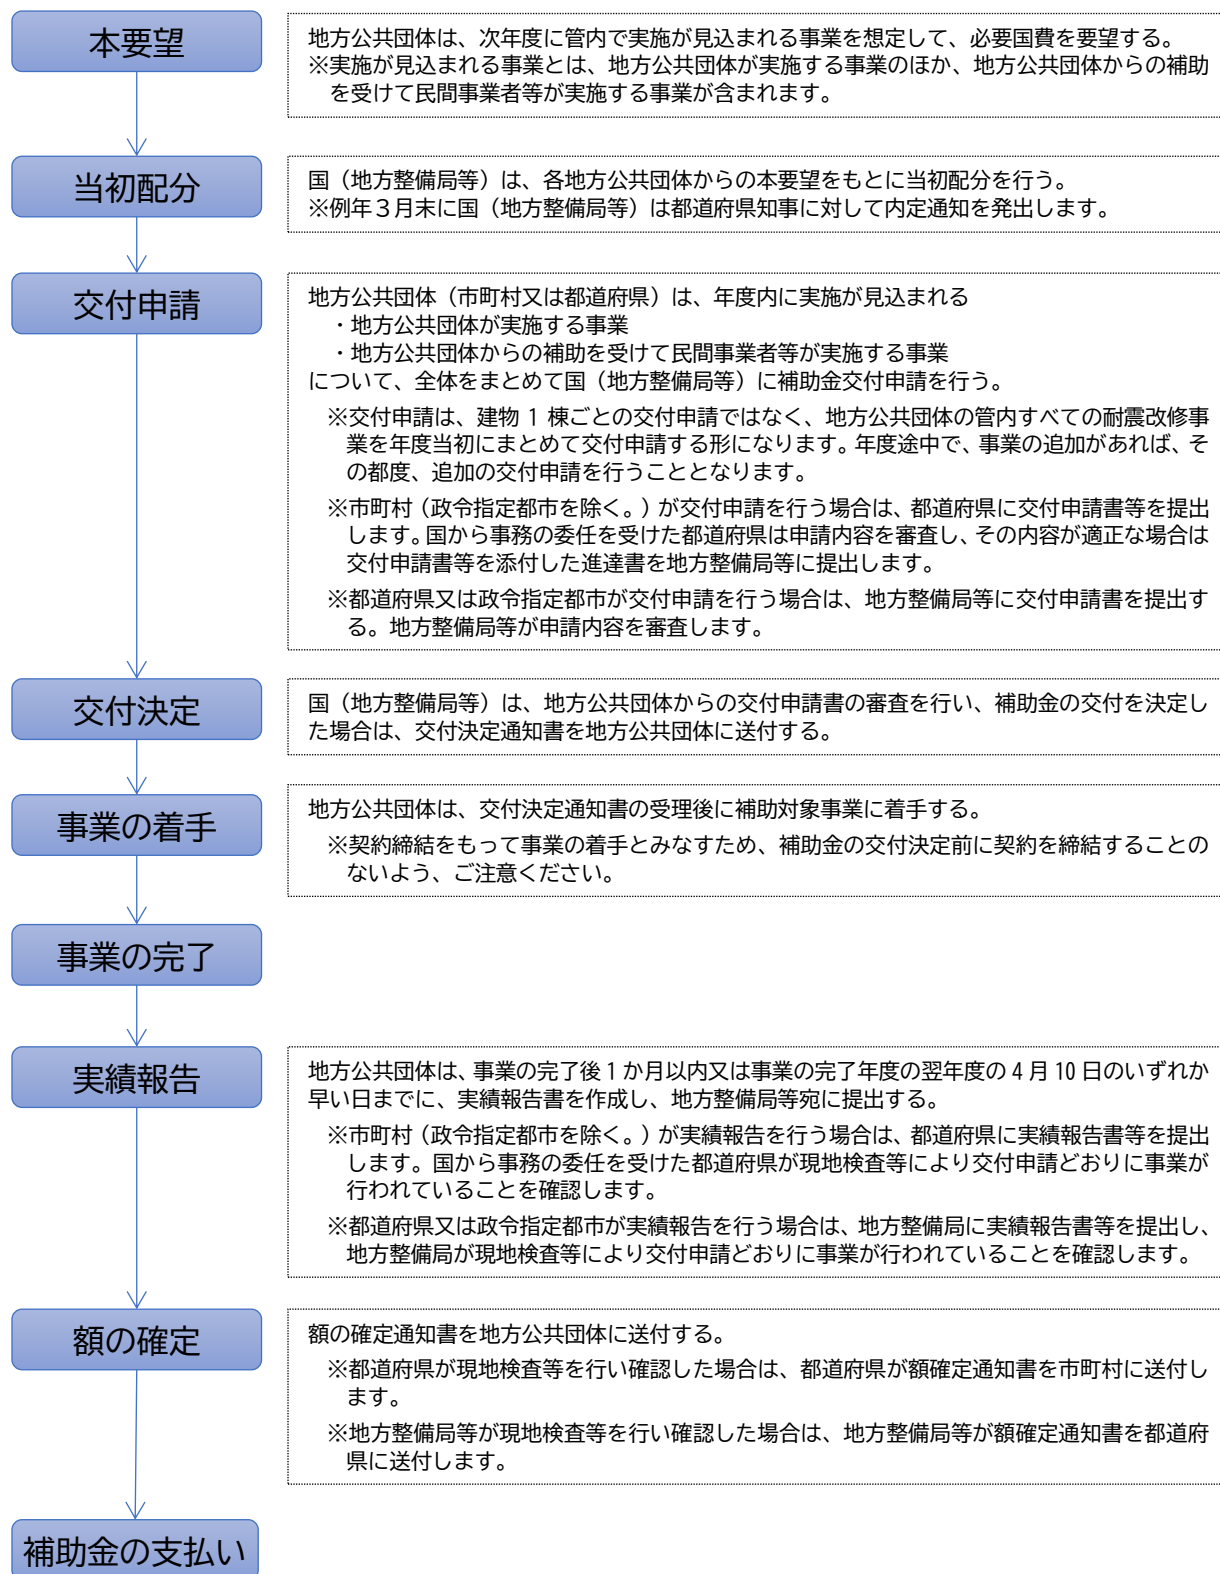 本要望
地方公共団体は、次年度に管内で実施が見込まれる事業を想定して、必要国費を要望する。
※実施が見込まれる事業とは、地方公共団体が実施する事業のほか、地方公共団体からの補助
を受けて民間事業者等が実施する事業が含まれます。
当初配分
国（地方整備局等）は、各地方公共団体からの本要望をもとに当初配分を行う。
※例年３月末に国（地方整備局等）は都道府県知事に対して内定通知を発出します。
交付申請
地方公共団体（市町村又は都道府県）は、年度内に実施が見込まれる
・地方公共団体が実施する事業
・地方公共団体からの補助を受けて民間事業者等が実施する事業
について、全体をまとめて国（地方整備局等）に補助金交付申請を行う。
※交付申請は、建物 1 棟ごとの交付申請ではなく、地方公共団体の管内すべての耐震改修事
業を年度当初にまとめて交付申請する形になります。年度途中で、事業の追加があれば、そ
の都度、追加の交付申請を行うこととなります。
※市町村（政令指定都市を除く。）が交付申請を行う場合は、都道府県に交付申請書等を提出
します。国から事務の委任を受けた都道府県は申請内容を審査し、その内容が適正な場合は
交付申請書等を添付した進達書を地方整備局等に提出します。
※都道府県又は政令指定都市が交付申請を行う場合は、地方整備局等に交付申請書を提出す
る。地方整備局等が申請内容を審査します。
交付決定
国（地方整備局等）は、地方公共団体からの交付申請書の審査を行い、補助金の交付を決定し
た場合は、交付決定通知書を地方公共団体に送付する。
事業の着手
地方公共団体は、交付決定通知書の受理後に補助対象事業に着手する。
※契約締結をもって事業の着手とみなすため、補助金の交付決定前に契約を締結することの
ないよう、ご注意ください。
事業の完了
実績報告
地方公共団体は、事業の完了後 1 か月以内又は事業の完了年度の翌年度の 4 月 10 日のいずれか
早い日までに、実績報告書を作成し、地方整備局等宛に提出する。
※市町村（政令指定都市を除く。）が実績報告を行う場合は、都道府県に実績報告書等を提出
します。国から事務の委任を受けた都道府県が現地検査等により交付申請どおりに事業が
行われていることを確認します。
※都道府県又は政令指定都市が実績報告を行う場合は、地方整備局に実績報告書等を提出し、
地方整備局が現地検査等により交付申請どおりに事業が行われていることを確認します。
額の確定
額の確定通知書を地方公共団体に送付する。
※都道府県が現地検査等を行い確認した場合は、都道府県が額確定通知書を市町村に送付し
ます。
※地方整備局等が現地検査等を行い確認した場合は、地方整備局等が額確定通知書を都道府
県に送付します。
補助金の支払い